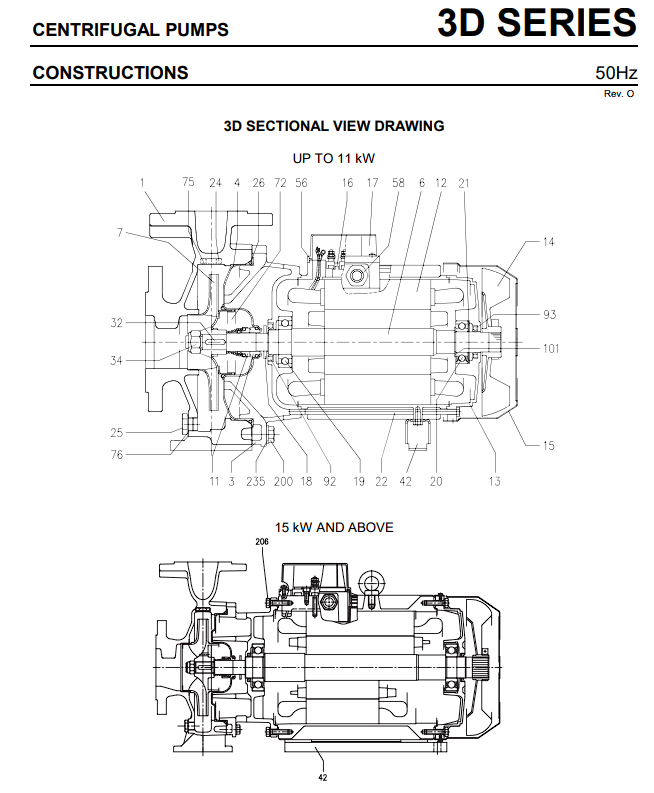 CENTRIFUGAL PUMPS
3D SERIES
CONSTRUCTIONS
50Hz
Rev. O
3D SECTIONAL VIEW DRAWING
UP TO 11 kW
1 75 24 4 26 72 56 16 17 58 6 12 21
7
14
93
32
34
101
25
76
15
11 3 235 200 18 92 19 22 42 20 13
15 kW AND ABOVE
206
42